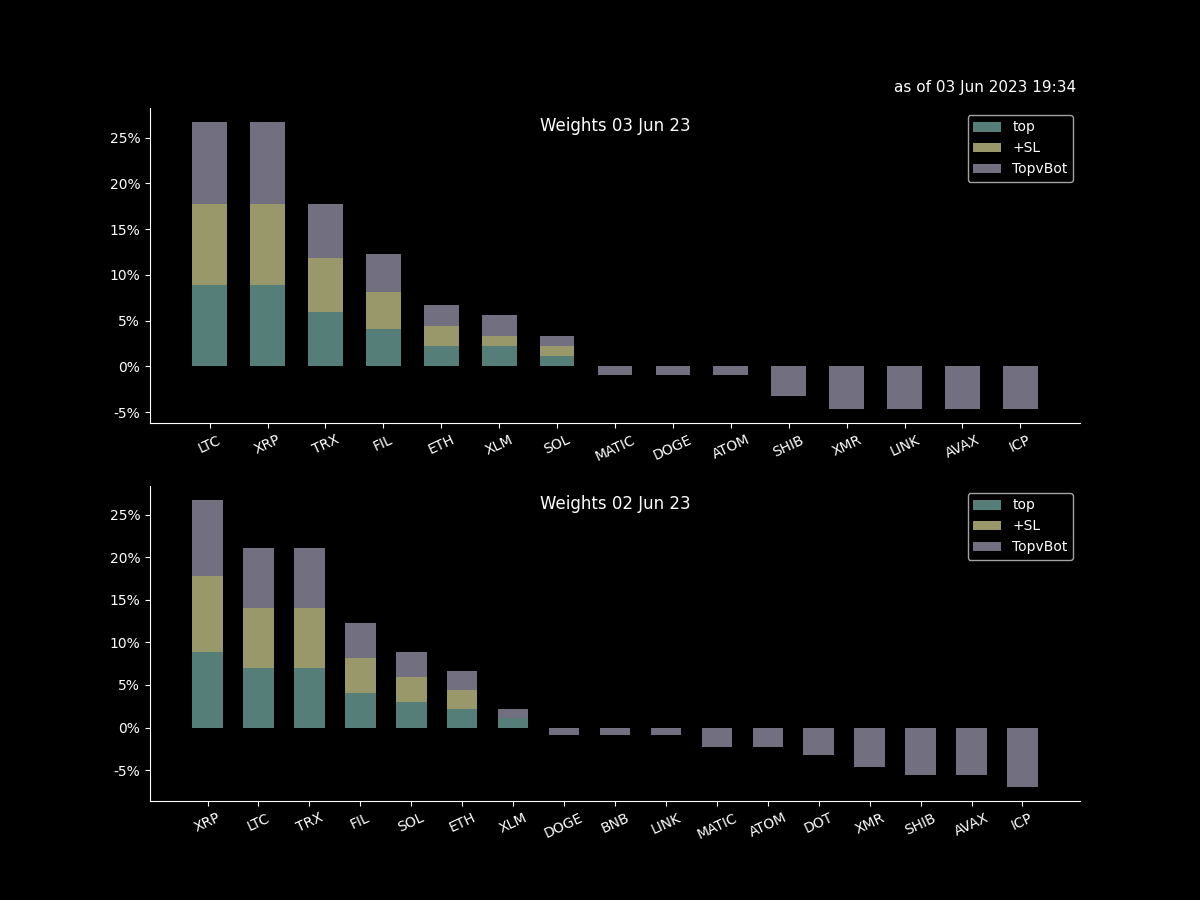 as of 03 Jun 2023 19:34
Weights 03 Jun 23
top
+SL
TopvBot
25%
20%
15%
10%
5%
0%
-5%
LTC XRP TRX FIL ETH XLM SOL MATIC DOGE ATOM SHIB XMR LINK AVAX ICP
Weights 02 Jun 23
top
+SL
TopvBot
25%
20%
15%
10%
5%
0%
-5%
XRP LTC TRX FIL SOL ETH XLM DOGE BNB LINK MATIC ATOM DOT XMR SHIB AVAX ICP